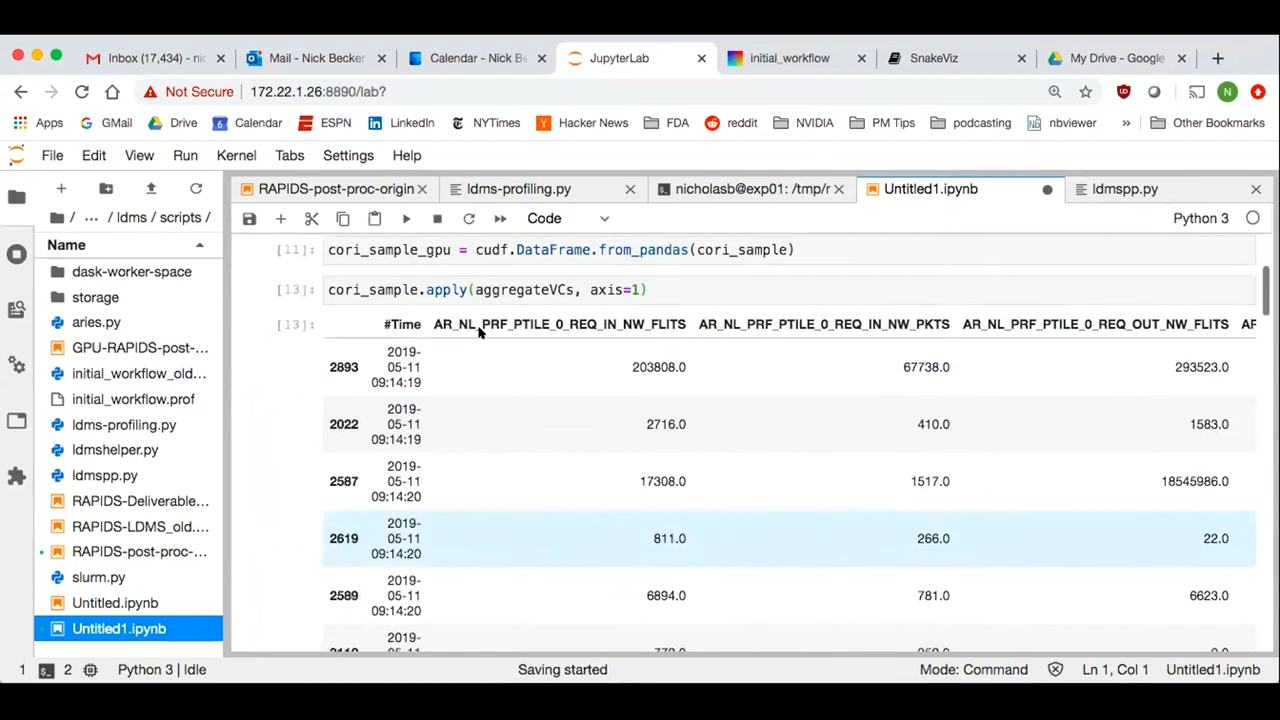 Inbox (17,434) - nic
Mail - Nick Becker
Calendar - Nick B
JupyterLab
initial_workflow
SnakeViz
My Drive - Google
Not Secure
172.22.1.26:8890/lab?
Apps
GMail
Drive
Calendar
ESPN
LinkedIn
NYTimes
Hacker News
FDA
reddit
NVIDIA
PM Tips
podcasting
nbviewer
»
Other Bookmarks
File
Edit
View
Run
Kernel
Tabs
Settings
Help
RAPIDS-post-proc-origin
ldms-profiling.py
nicholasb@exp01: /tmp/r
Untitled1.ipynb
ldmspp.py
/ … / ldms / scripts /
Code
Python 3
Name
dask-worker-space
storage
aries.py
GPU-RAPIDS-post-...
initial_workflow_old...
initial_workflow.prof
ldms-profiling.py
ldmshelper.py
ldmspp.py
RAPIDS-Deliverable...
RAPIDS-LDMS_old....
RAPIDS-post-proc-...
slurm.py
Untitled.ipynb
Untitled1.ipynb
[11]: cori_sample_gpu = cudf.DataFrame.from_pandas(cori_sample)
[13]: cori_sample.apply(aggregateVCs, axis=1)
[13]: #Time AR_NL_PRF_PTILE_0_REQ_IN_NW_FLITS AR_NL_PRF_PTILE_0_REQ_IN_NW_PKTS AR_NL_PRF_PTILE_0_REQ_OUT_NW_FLITS AF
2019-
2893 05-11 203808.0 67738.0 293523.0
09:14:19
2019-
2022 05-11 2716.0 410.0 1583.0
09:14:19
2019-
2587 05-11 17308.0 1517.0 18545986.0
09:14:20
2019-
2619 05-11 811.0 266.0 22.0
09:14:20
2019-
2589 05-11 6894.0 781.0 6623.0
09:14:20
2019-
1 2 Python 3 | Idle
Saving started
Mode: Command
Ln 1, Col 1
Untitled1.ipynb